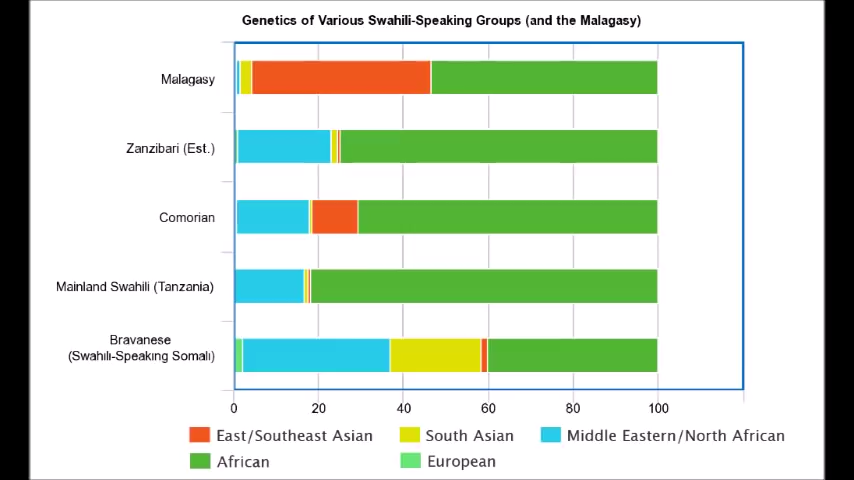 Genetics of Various Swahili-Speaking Groups (and the Malagasy)
Malagasy
Zanzibari (Est.)
Comorian
Mainland Swahili (Tanzania)
Bravanese
(Swahili-Speaking Somali)
0 20 40 60 80 100
East/Southeast Asian South Asian Middle Eastern/North African
African European